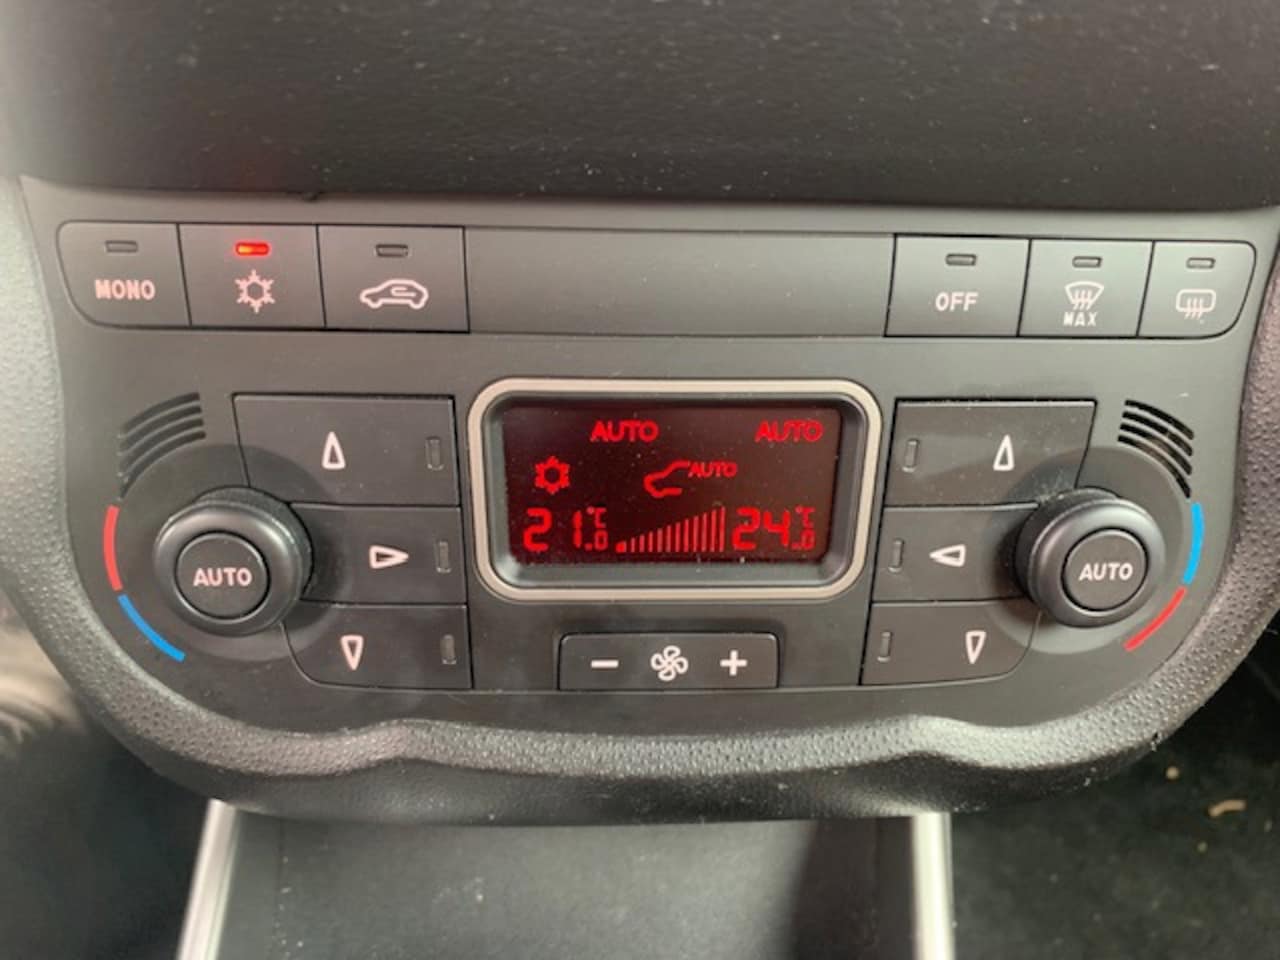 MONO
OFF
MAX
AUTO AUTO
AUTO
21.0 °C 24.0 °C
AUTO
AUTO
- +